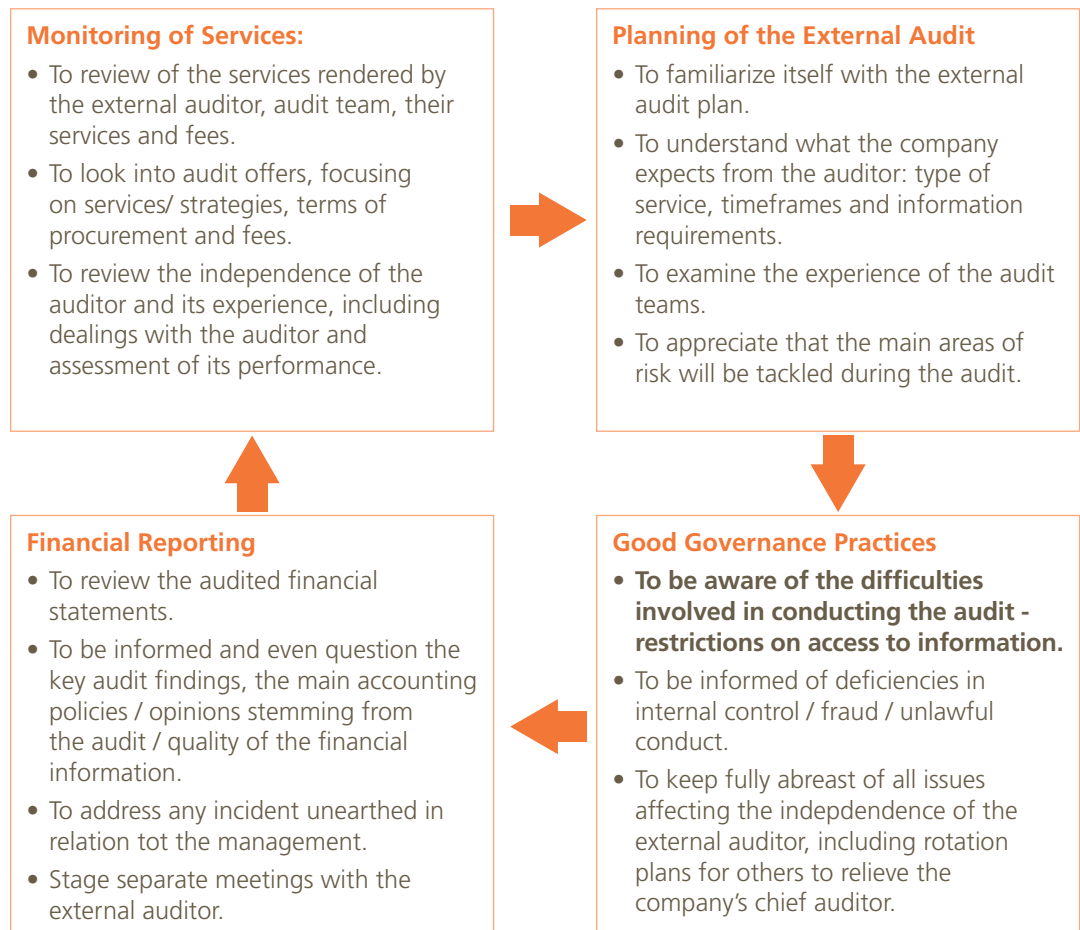 Monitoring of Services:
• To review of the services rendered by
the external auditor, audit team, their
services and fees.
• To look into audit offers, focusing
on services/ strategies, terms of
procurement and fees.
• To review the independence of the
auditor and its experience, including
dealings with the auditor and
assessment of its performance.
Planning of the External Audit
• To familiarize itself with the external
audit plan.
• To understand what the company
expects from the auditor: type of
service, timeframes and information
requirements.
• To examine the experience of the audit
teams.
• To appreciate that the main areas of
risk will be tackled during the audit.
Good Governance Practices
• To be aware of the difficulties
involved in conducting the audit -
restrictions on access to information.
• To be informed of deficiencies in
internal control / fraud / unlawful
conduct.
• To keep fully abreast of all issues
affecting the indepdendence of the
external auditor, including rotation
plans for others to relieve the
company's chief auditor.
Financial Reporting
• To review the audited financial
statements.
• To be informed and even question the
key audit findings, the main accounting
policies / opinions stemming from
the audit / quality of the financial
information.
• To address any incident unearthed in
relation tot the management.
• Stage separate meetings with the
external auditor.